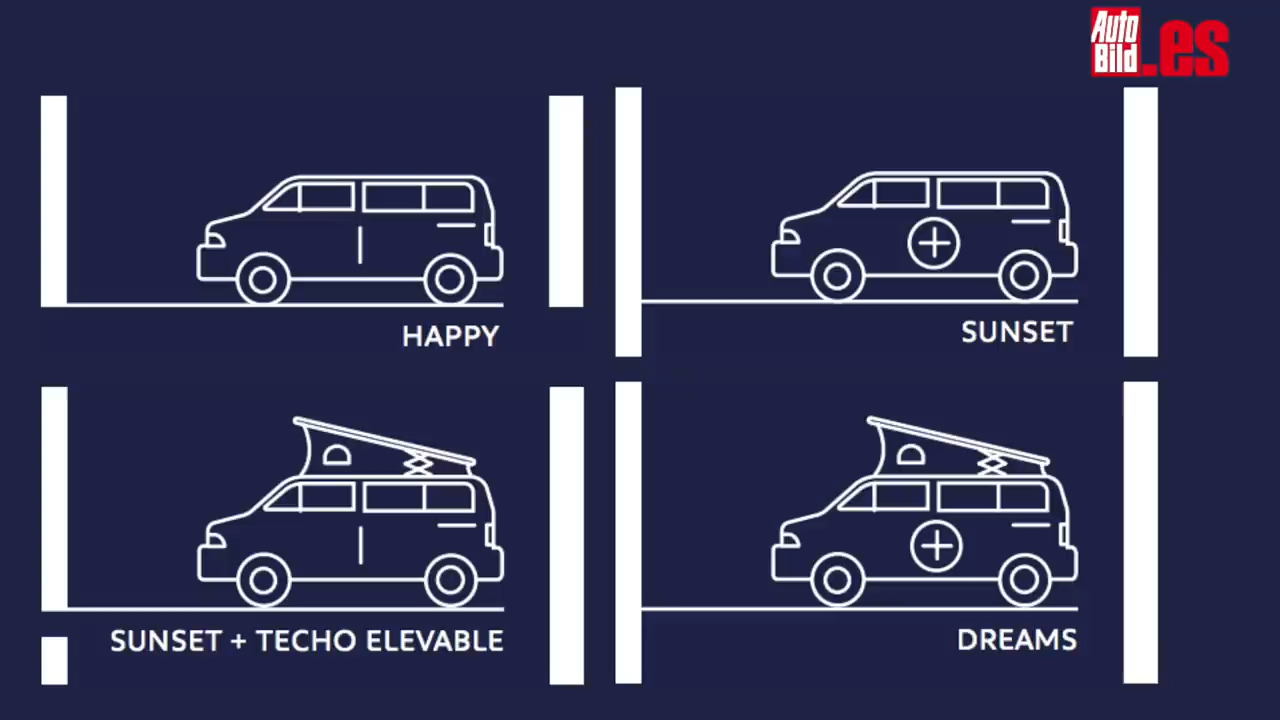 Auto
Bild
.es
HAPPY
SUNSET
SUNSET + TECHO ELEVABLE
DREAMS